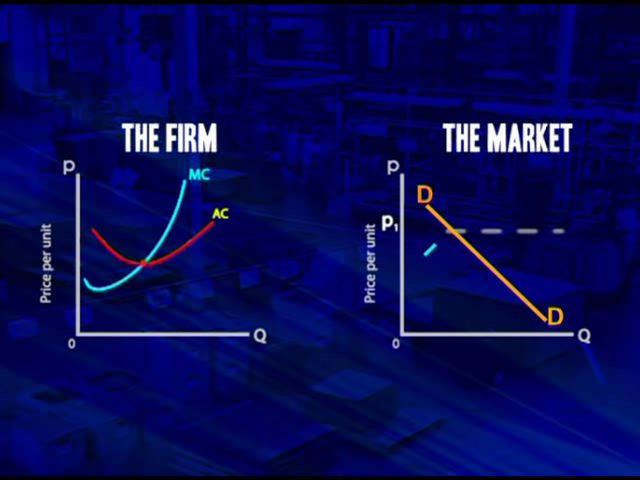 THE FIRM
P
MC
AC
Price per unit
0
Q
THE MARKET
P
D
P1
Price per unit
D
0
Q